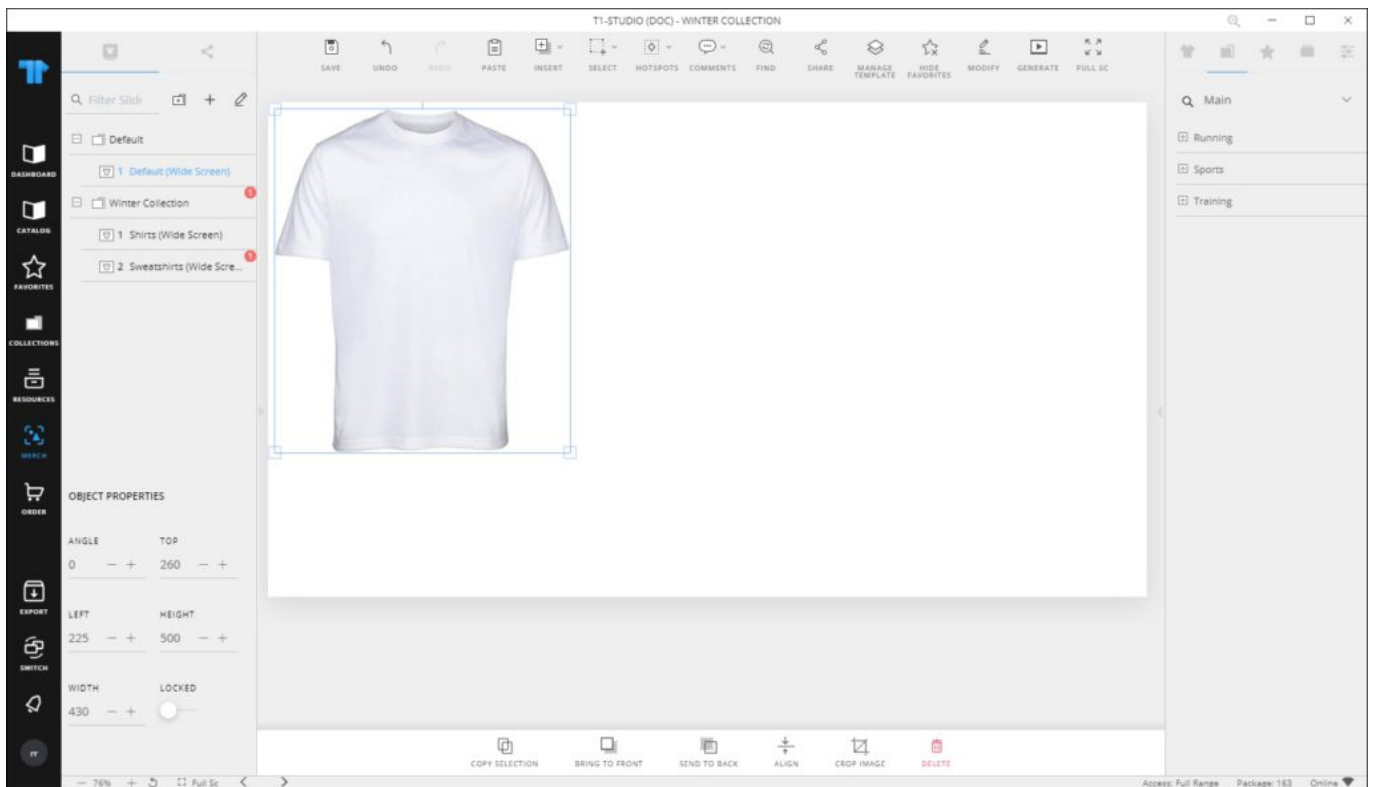 T1-STUDIO (DOC) - WINTER COLLECTION
SAVE UNDO REDO PASTE INSERT SELECT HOTSPOTS COMMENTS FIND SHARE MANAGE TEMPLATE HIDE FAVORITES MODIFY GENERATE FULL SC
DASHBOARD
CATALOG
FAVORITES
COLLECTIONS
RESOURCES
MERCH
ORDER
EXPORT
SWITCH
Filter Slide
Default
1 Default (Wide Screen)
Winter Collection
1
1 Shirts (Wide Screen)
2 Sweatshirts (Wide Scre...
1
OBJECT PROPERTIES
ANGLE TOP
0 — + 260 — +
LEFT HEIGHT
225 — + 500 — +
WIDTH LOCKED
430 — +
COPY SELECTION BRING TO FRONT SEND TO BACK ALIGN CROP IMAGE DELETE
Main
Running
Sports
Training
— 76% + Full Sc
Access: Full Range Package: 163 Online